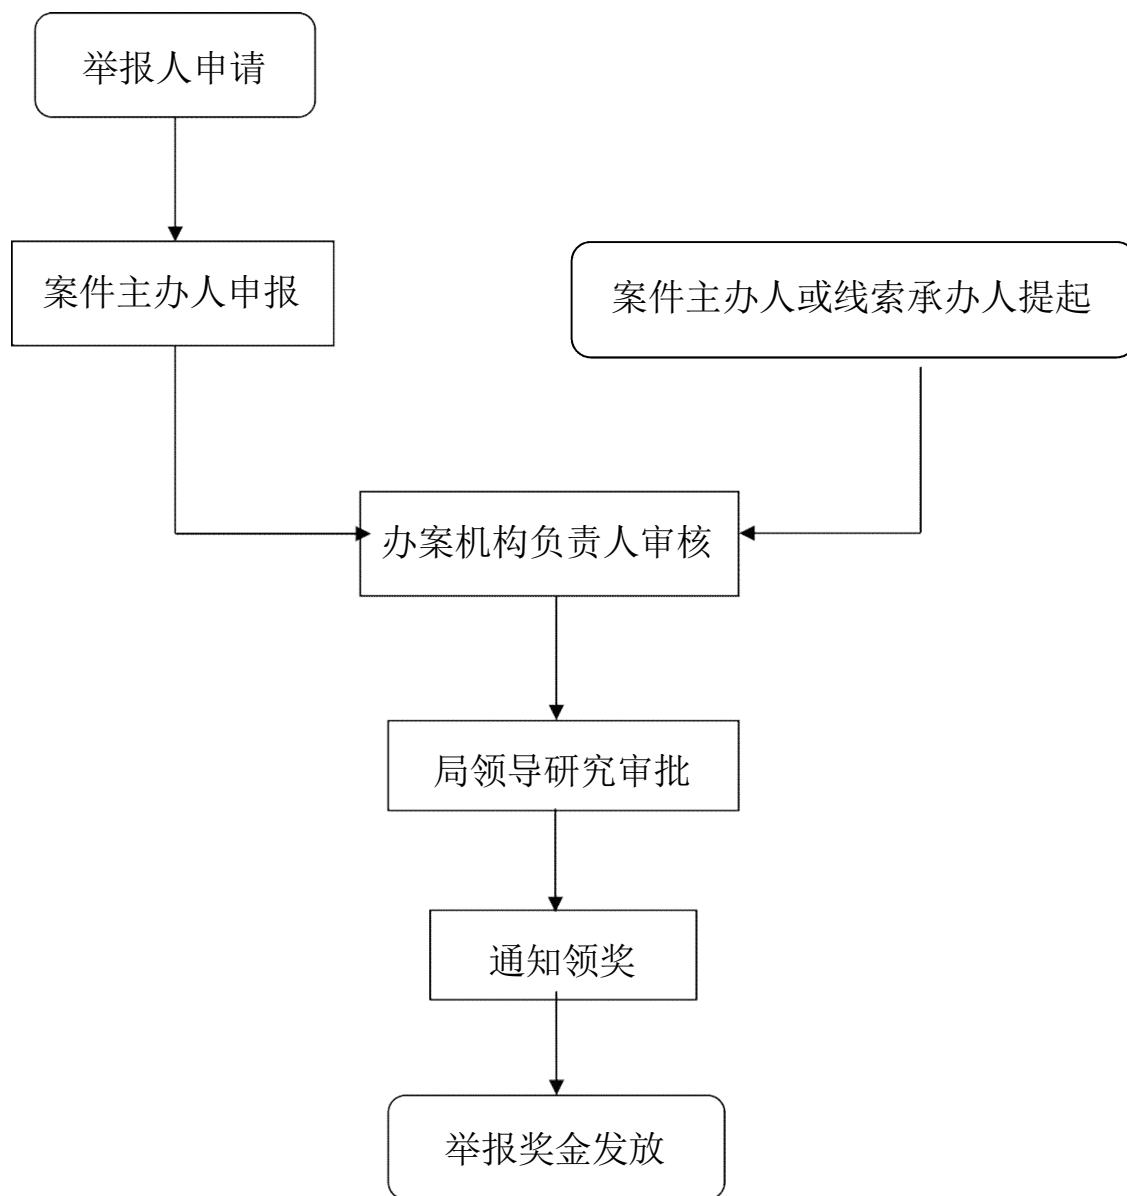 举报人申请
案件主办人申报
案件主办人或线索承办人提起
办案机构负责人审核
局领导研究审批
通知领奖
举报奖金发放